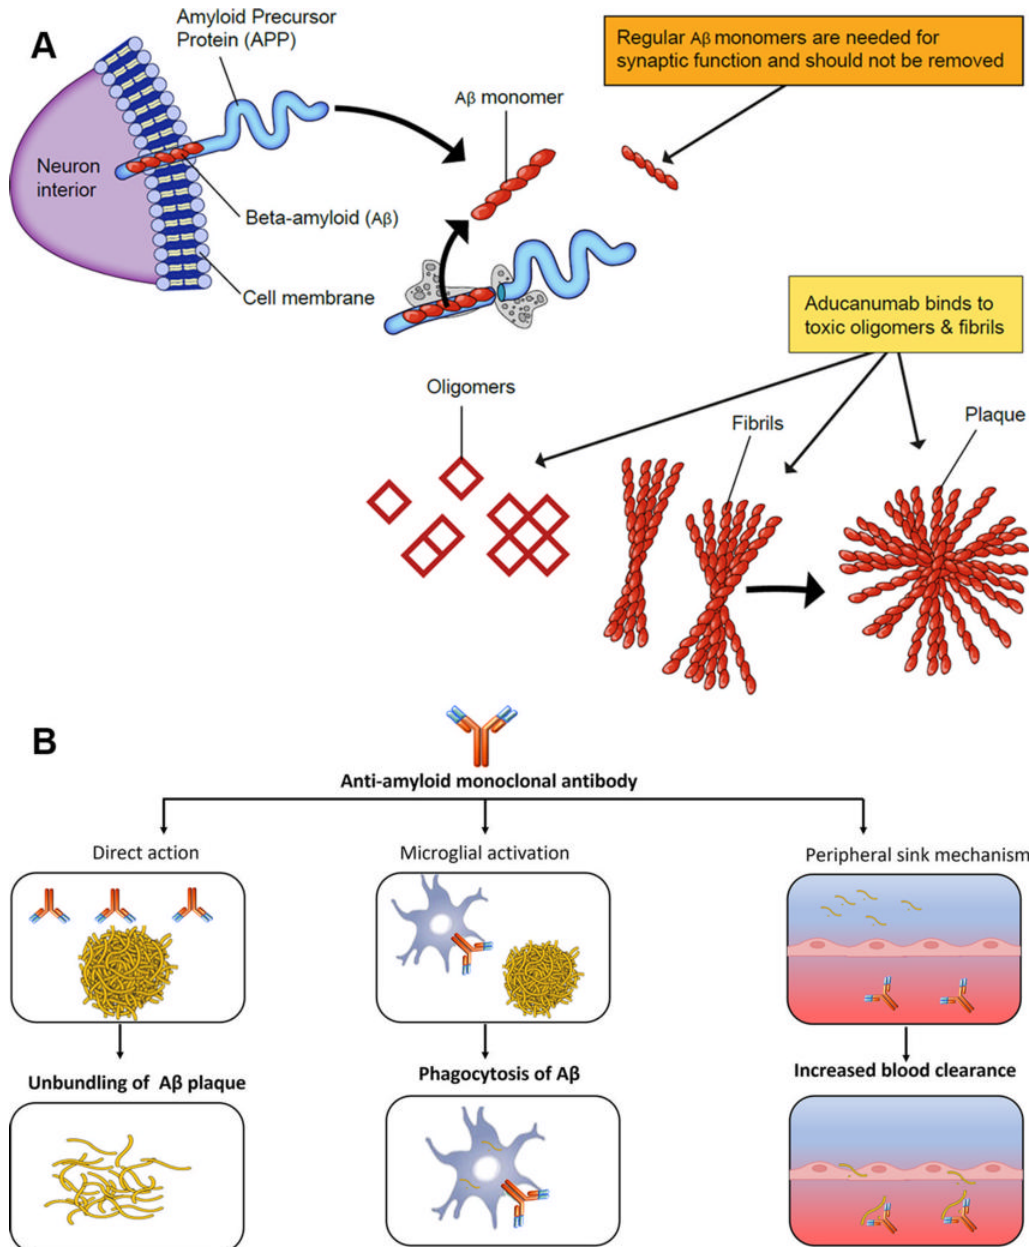 A
Amyloid Precursor
Protein (APP)
Regular Aβ monomers are needed for
synaptic function and should not be removed
Aβ monomer
Neuron
interior
Beta-amyloid (Aβ)
Cell membrane
Aducanumab binds to
toxic oligomers & fibrils
Oligomers
Fibrils
Plaque
B
Anti-amyloid monoclonal antibody
Direct action
Microglial activation
Peripheral sink mechanism
Unbundling of Aβ plaque
Phagocytosis of Aβ
Increased blood clearance